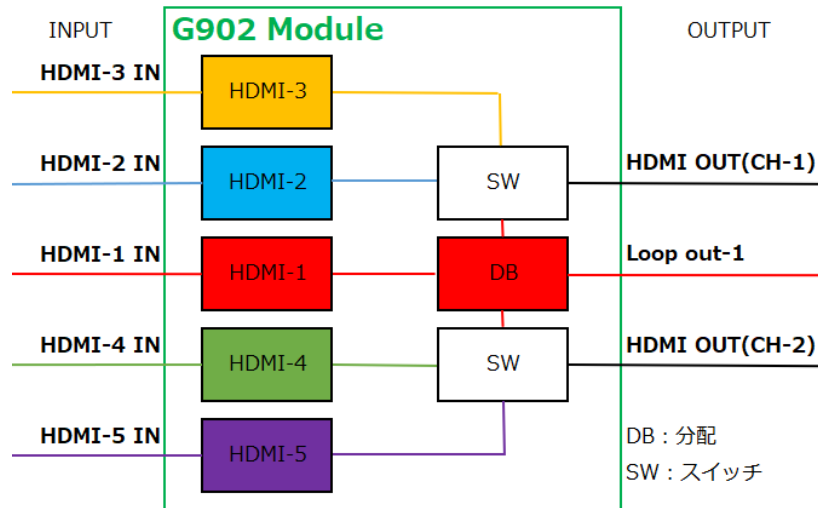 INPUT
G902 Module
OUTPUT
HDMI-3 IN
HDMI-3
HDMI-2 IN
HDMI-2
SW
HDMI OUT(CH-1)
HDMI-1 IN
HDMI-1
DB
Loop out-1
HDMI-4 IN
HDMI-4
SW
HDMI OUT(CH-2)
HDMI-5 IN
HDMI-5
DB：分配
SW：スイッチ